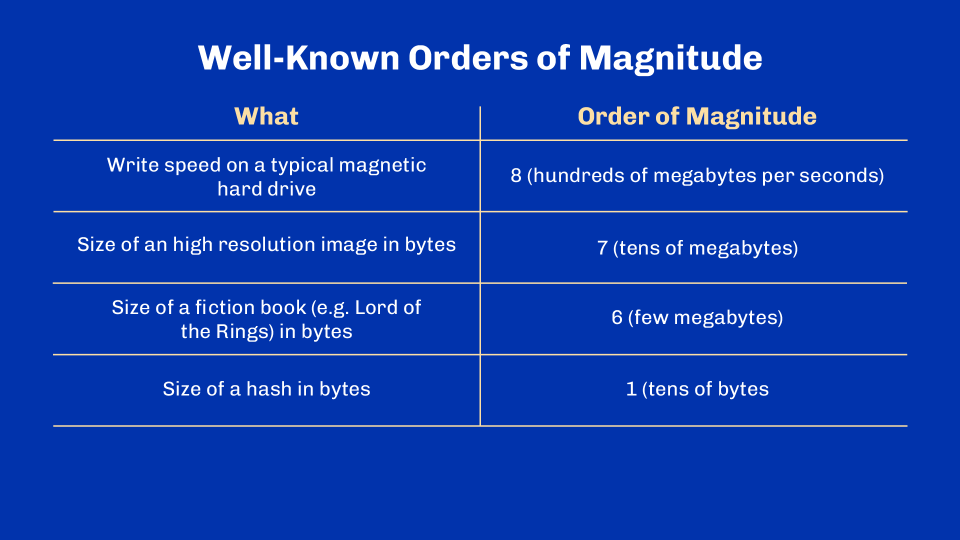 Well-Known Orders of Magnitude
What
Order of Magnitude
Write speed on a typical magnetic
hard drive
8 (hundreds of megabytes per seconds)
Size of an high resolution image in bytes
7 (tens of megabytes)
Size of a fiction book (e.g. Lord of
the Rings) in bytes
6 (few megabytes)
Size of a hash in bytes
1 (tens of bytes